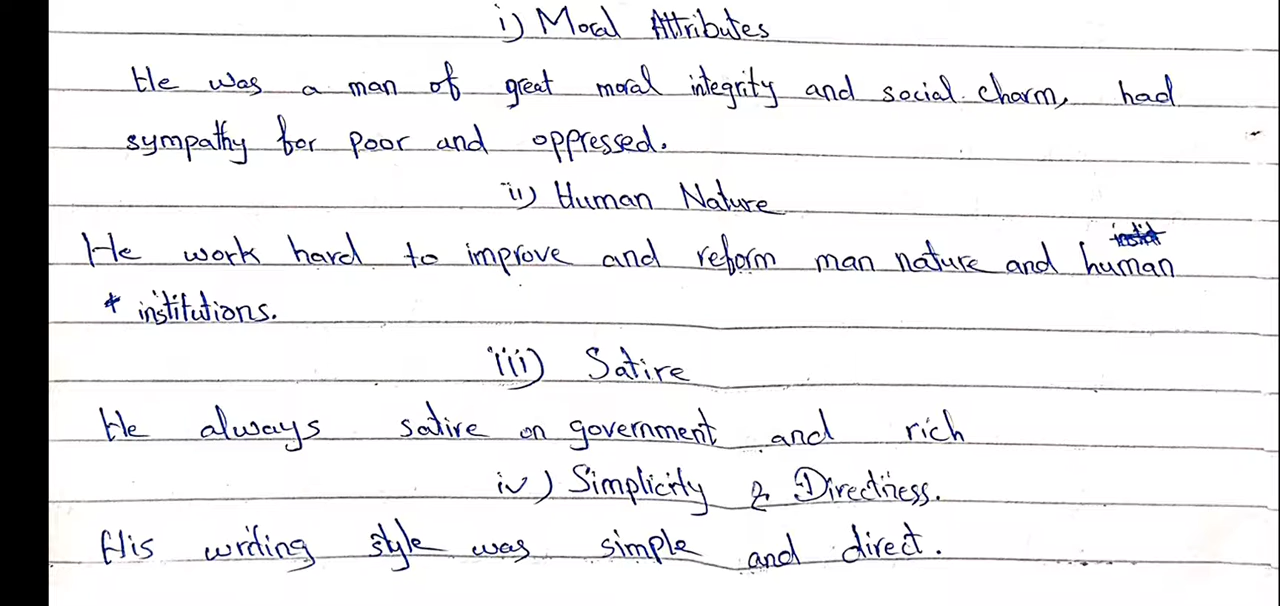 i) Moral Attributes
He was a man of great moral integrity and social charm, had
sympathy for poor and oppressed.
ii) Human Nature
He work hard to improve and reform man nature and human
institutions.
iii) Satire
He always satire on government and rich
iv) Simplicity & Directness.
His writing style was simple and direct.